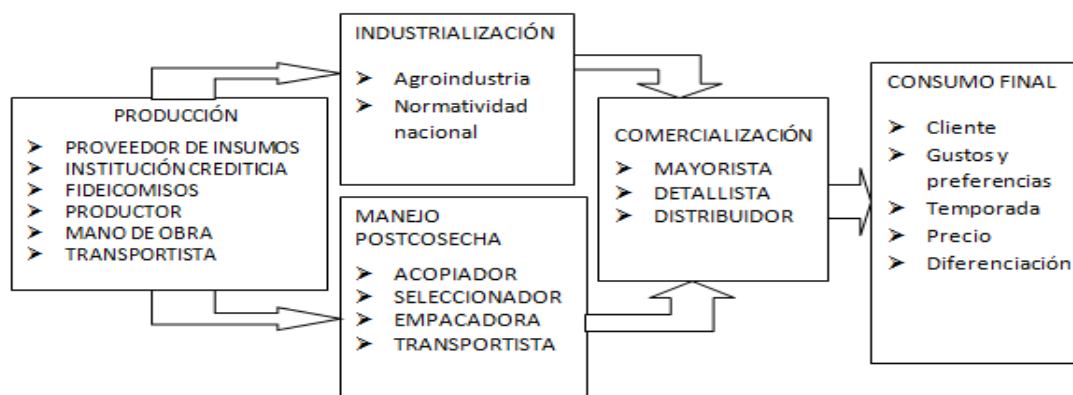 PRODUCCIÓN
➤ PROVEEDOR DE INSUMOS
➤ INSTITUCIÓN CREDITICIA
➤ FIDEICOMISOS
➤ PRODUCTOR
➤ MANO DE OBRA
➤ TRANSPORTISTA
INDUSTRIALIZACIÓN
➤ Agroindustria
➤ Normatividad
nacional
MANEJO
POSTCOSECHA
➤ ACOPIADOR
➤ SELECCIONADOR
➤ EMPACADORA
➤ TRANSPORTISTA
COMERCIALIZACIÓN
➤ MAYORISTA
➤ DETALLISTA
➤ DISTRIBUIDOR
CONSUMO FINAL
➤ Cliente
➤ Gustos y
preferencias
➤ Temporada
➤ Precio
➤ Diferenciación